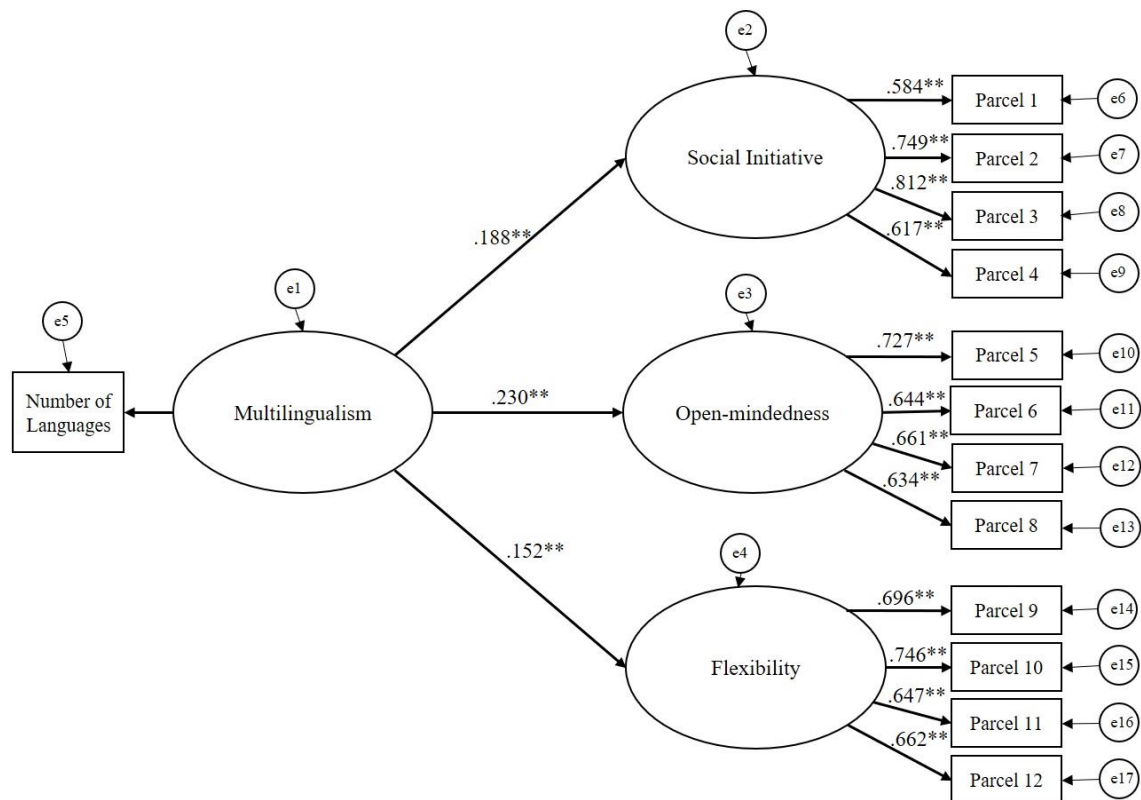 e2
.584**
Parcel 1
e6
.749**
Parcel 2
e7
Social Initiative
.812**
Parcel 3
e8
.617**
Parcel 4
e9
.188**
e1
e3
e5
.727**
Parcel 5
e10
Number of
Languages
Multilingualism
.230**
Open-mindedness
.644**
Parcel 6
e11
.661**
Parcel 7
e12
.634**
Parcel 8
e13
.152**
e4
.696**
Parcel 9
e14
Flexibility
.746**
Parcel 10
e15
.647**
Parcel 11
e16
.662**
Parcel 12
e17